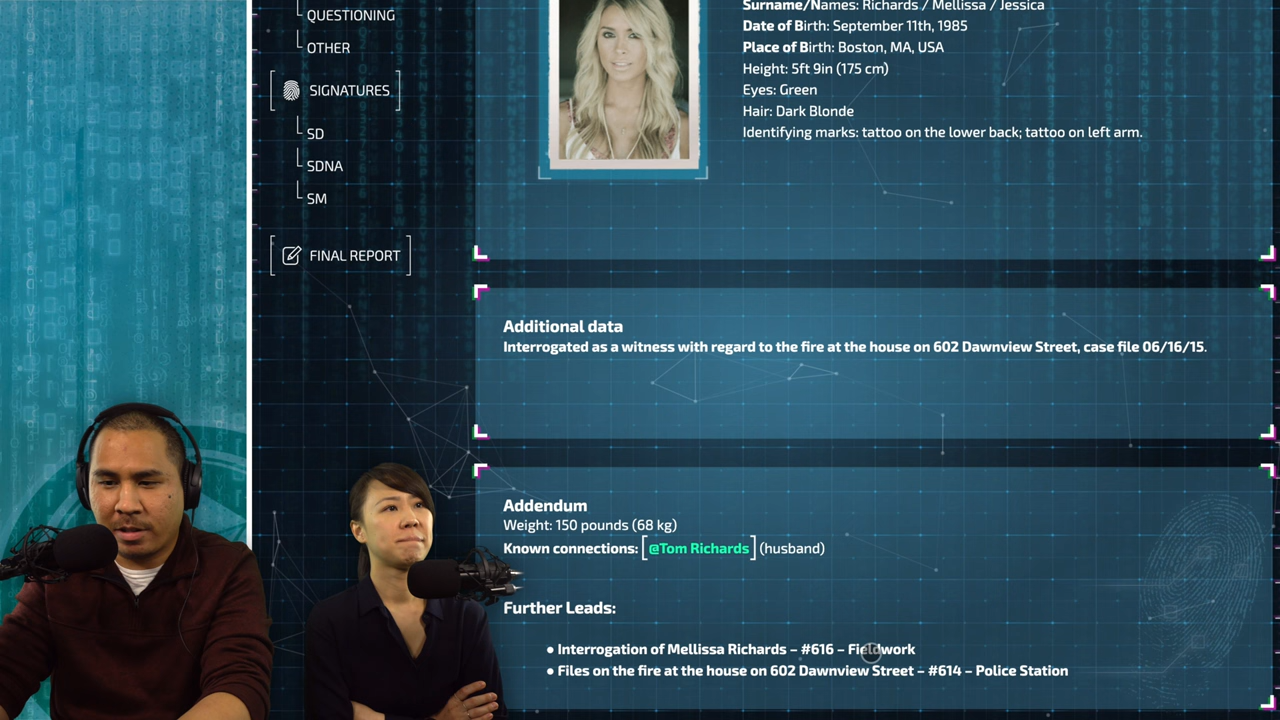 QUESTIONING
OTHER
SIGNATURES
SD
SDNA
SM
FINAL REPORT
Surname/Names: Richards / Mellissa / Jessica
Date of Birth: September 11th, 1985
Place of Birth: Boston, MA, USA
Height: 5ft 9in (175 cm)
Eyes: Green
Hair: Dark Blonde
Identifying marks: tattoo on the lower back; tattoo on left arm.
Additional data
Interrogated as a witness with regard to the fire at the house on 602 Dawnview Street, case file 06/16/15.
Addendum
Weight: 150 pounds (68 kg)
Known connections: [@Tom Richards] (husband)
Further Leads:
• Interrogation of Mellissa Richards – #616 – Fieldwork
• Files on the fire at the house on 602 Dawnview Street – #614 – Police Station